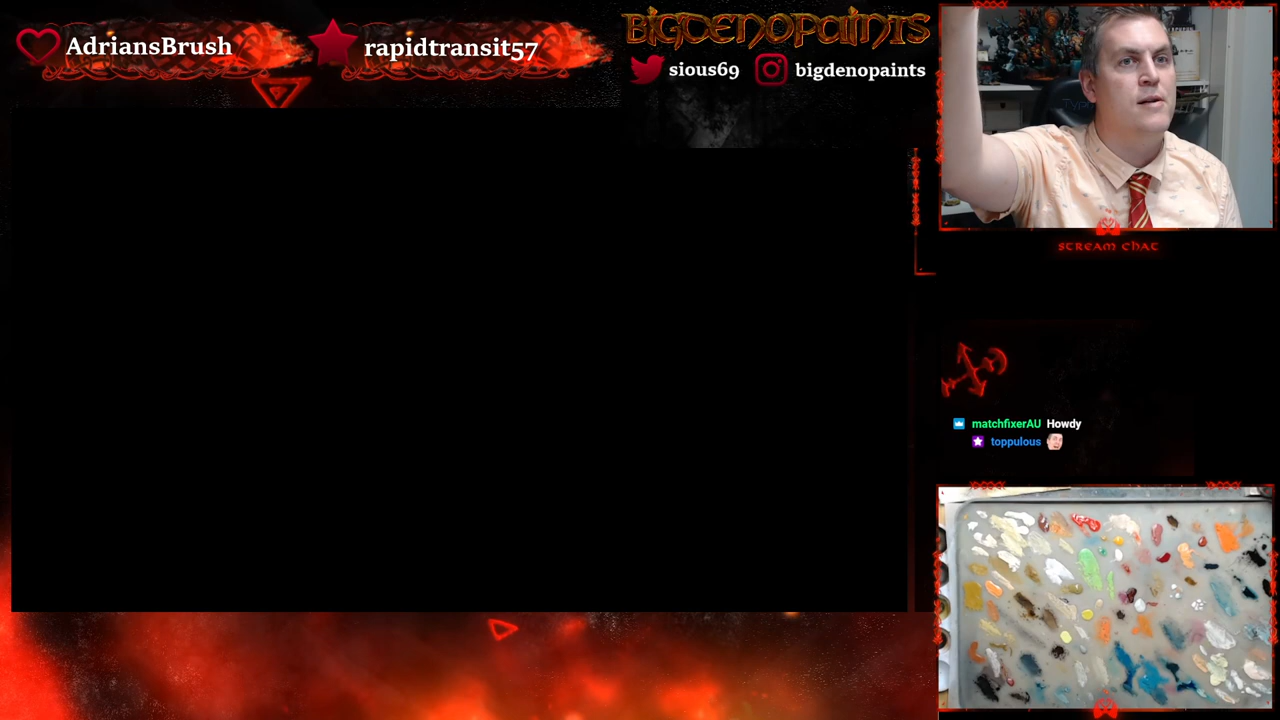 AdriansBrush
rapidtransit57
BIGDENOPAINTS
sious69
bigdenopaints
STREAM CHAT
matchfixerAU Howdy
toppulous